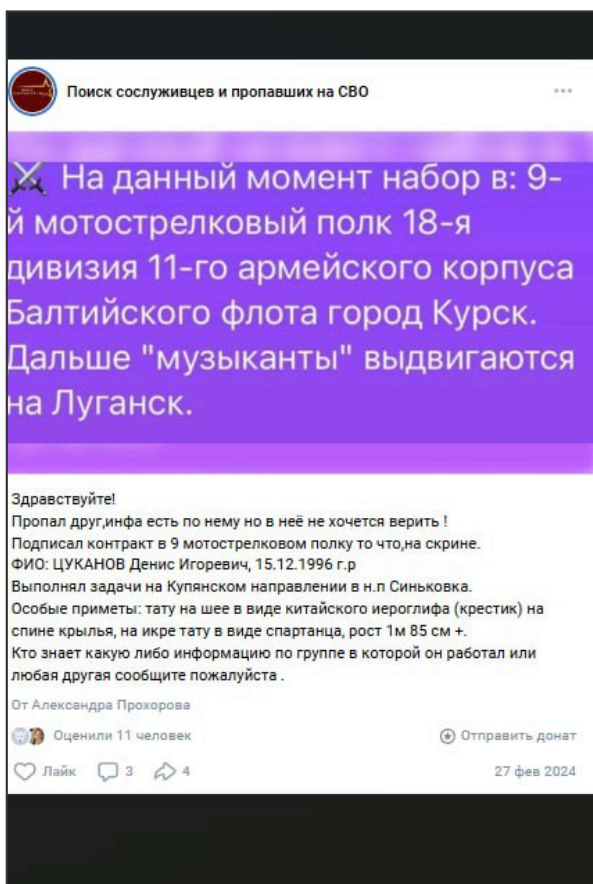 Поиск сослуживцев и пропавших на СВО
⚔️ На данный момент набор в: 9-
й мотострелковый полк 18-я
дивизия 11-го армейского корпуса
Балтийского флота город Курск.
Дальше "музыканты" выдвигаются
на Луганск.
Здравствуйте!
Пропал друг,инфа есть по нему но в неё не хочется верить !
Подписал контракт в 9 мотострелковом полку то что,на скрине.
ФИО: ЦУКАНОВ Денис Игоревич, 15.12.1996 г.р
Выполнял задачи на Купянском направлении в н.п Синьковка.
Особые приметы: тату на шее в виде китайского иероглифа (крестик) на
спине крылья, на икре тату в виде спартанца, рост 1м 85 см +.
Кто знает какую либо информацию по группе в которой он работал или
любая другая сообщите пожалуйста .
От Александра Прохорова
Оценили 11 человек
Отправить донат
Лайк 3 4
27 фев 2024